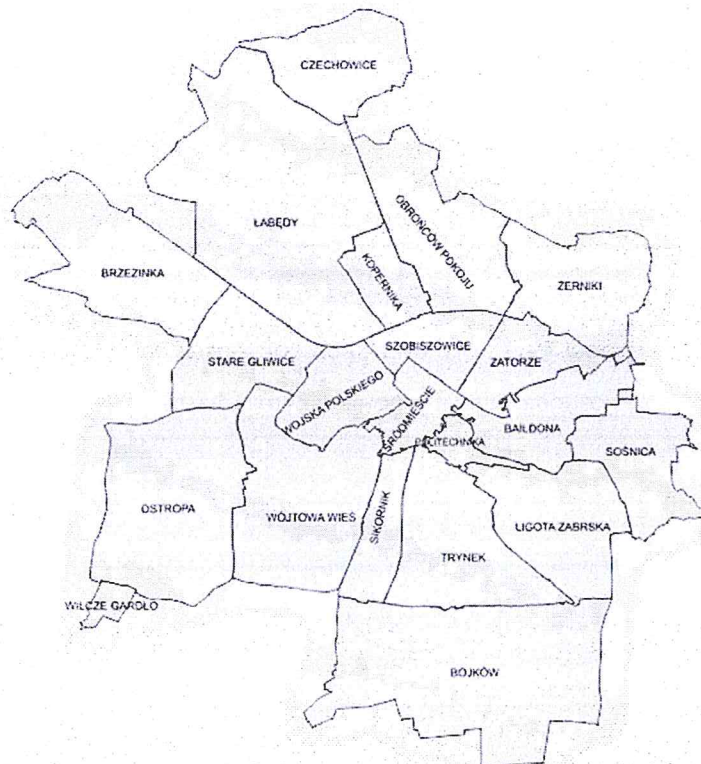 CZECHOWICE
ŁABĘDY
OBROŃCÓW POKOJU
KOPERNIKA
BRZEZINKA
ŻERNIKI
SZOBISZOWICE
STARE GLIWICE
ZATORZE
WOJSKA POLSKIEGO
ŚRÓDMIEŚCIE
BAILDONA
POLITECHNIKA
SOŚNICA
OSTROPA
WÓJTOWA WIEŚ
SIKORNIK
LIGOTA ZABRSKA
TRYNEK
WILCZE GARDŁO
BOJKÓW